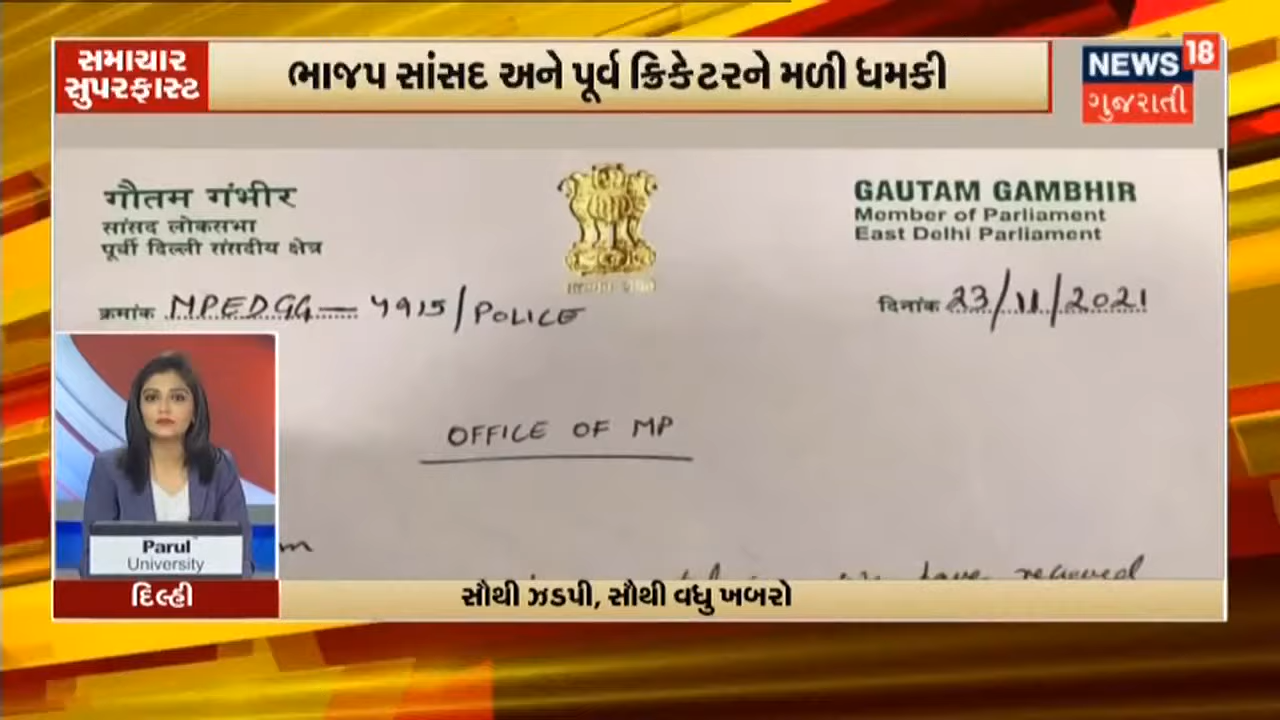 સમાચાર
સુપરફાસ્ટ
ભાજપ સાંસદ અને પૂર્વ ક્રિકેટરને મળી ધમકી
NEWS 18
ગુજરાતી
गौतम गंभीर
सांसद लोकसभा
पूर्वी दिल्ली संसदीय क्षेत्र
GAUTAM GAMBHIR
Member of Parliament
East Delhi Parliament
क्रमांक MPEDGG - 4915/POLICE
दिनांक 23/11/2021
OFFICE OF MP
have received
Parul
University
દિલ્હી
સૌથી ઝડપી, સૌથી વધુ ખબરો